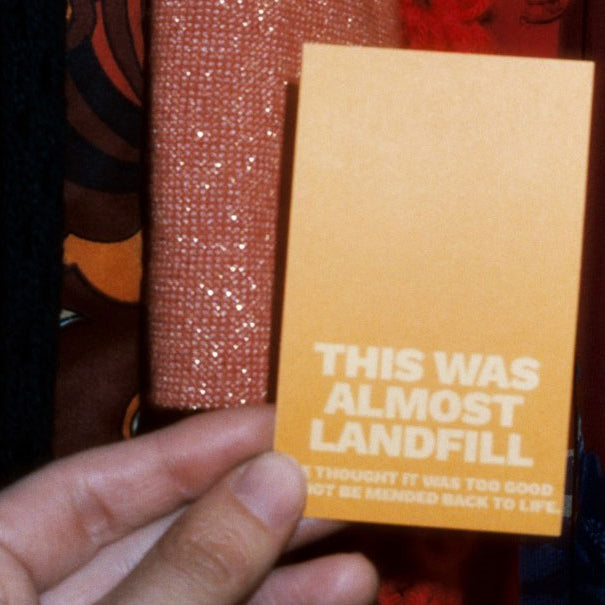 THIS WAS
ALMOST
LANDFILL
THOUGHT IT WAS TOO GOOD
BE MENDED BACK TO LIFE.